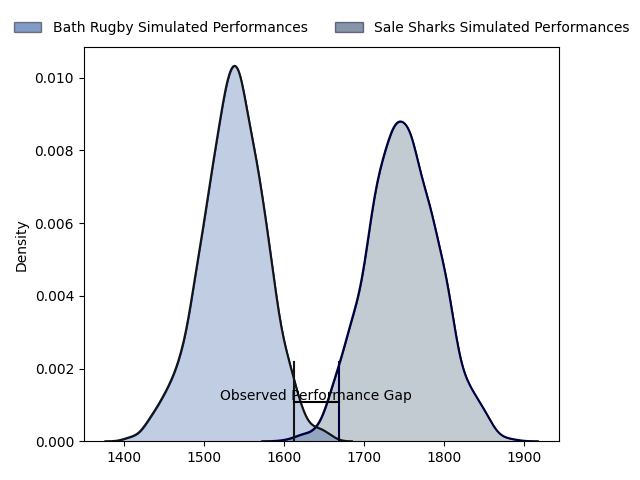 Bath Rugby Simulated Performances Sale Sharks Simulated Performances
0.010
0.008
0.006
0.004
0.002
0.000
Density
Observed Performance Gap
1400 1500 1600 1700 1800 1900